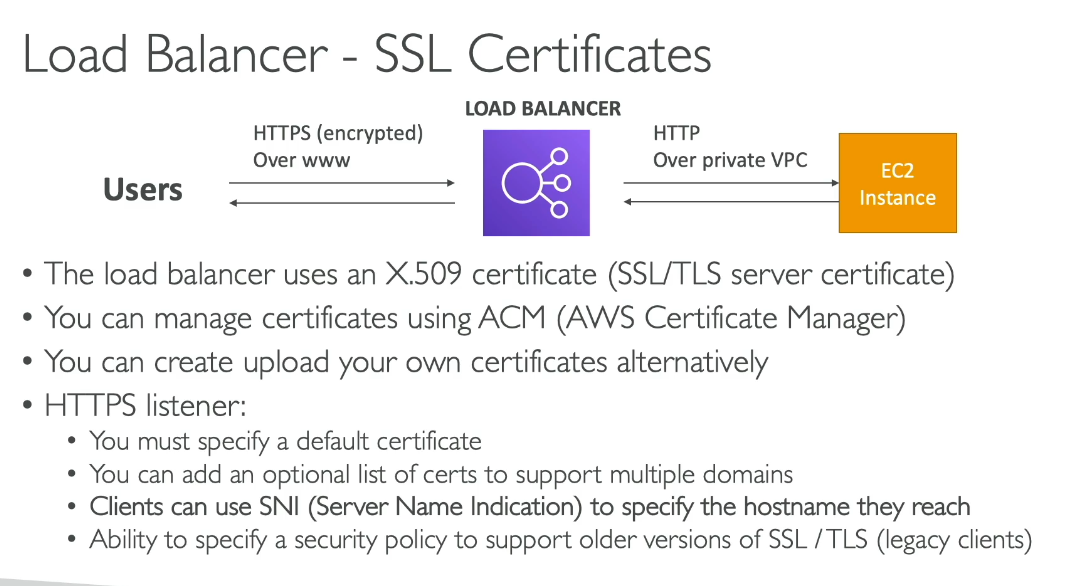 Load Balancer - SSL Certificates
LOAD BALANCER
HTTPS (encrypted)
Over www
HTTP
Over private VPC
Users
EC2
Instance
• The load balancer uses an X.509 certificate (SSL/TLS server certificate)
• You can manage certificates using ACM (AWS Certificate Manager)
• You can create upload your own certificates alternatively
• HTTPS listener:
• You must specify a default certificate
• You can add an optional list of certs to support multiple domains
• Clients can use SNI (Server Name Indication) to specify the hostname they reach
• Ability to specify a security policy to support older versions of SSL / TLS (legacy clients)